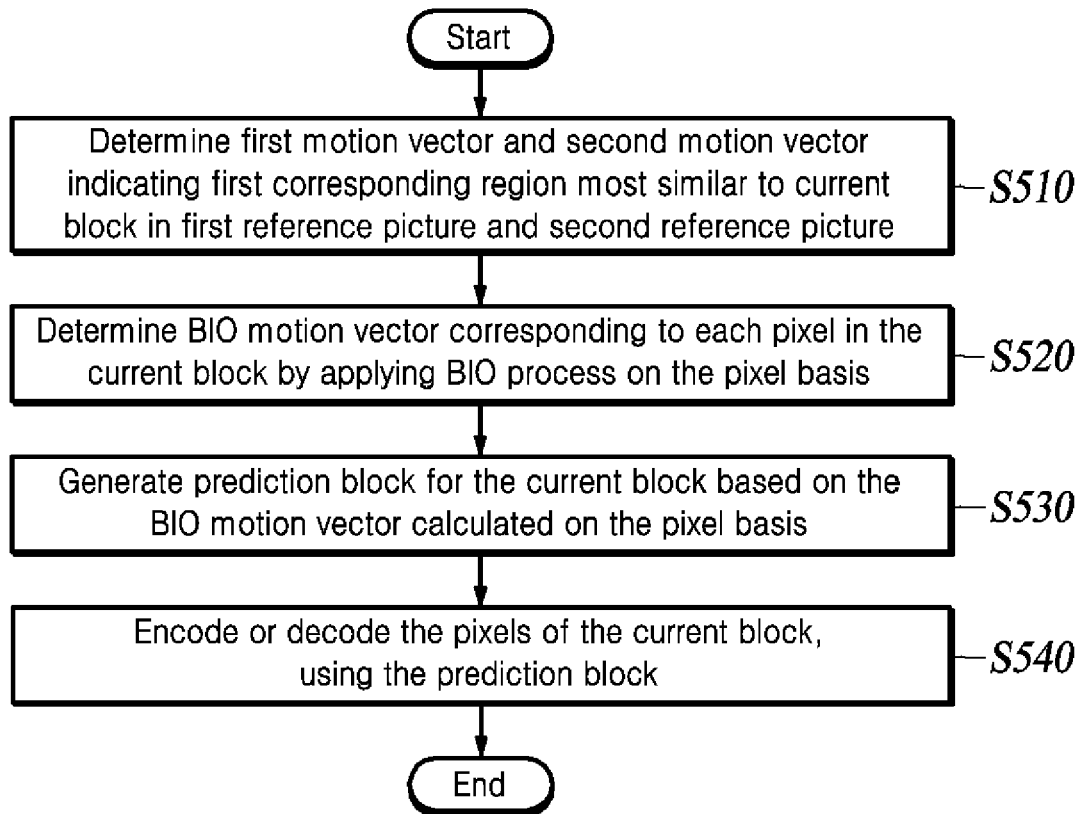 Start
Determine first motion vector and second motion vector
indicating first corresponding region most similar to current
block in first reference picture and second reference picture
S510
Determine BIO motion vector corresponding to each pixel in the
current block by applying BIO process on the pixel basis
S520
Generate prediction block for the current block based on the
BIO motion vector calculated on the pixel basis
S530
Encode or decode the pixels of the current block,
using the prediction block
S540
End